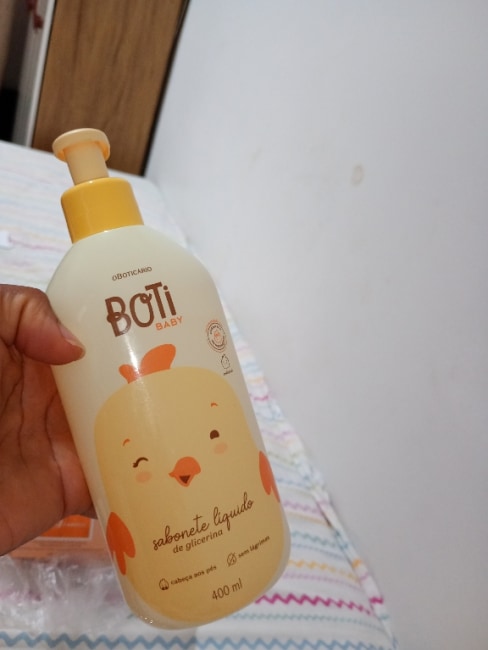 OBOTICÁRIO
BOTi
BABY
sabonete líquido
de glicerina
cabeça aos pés
sem lágrimas
400 ml